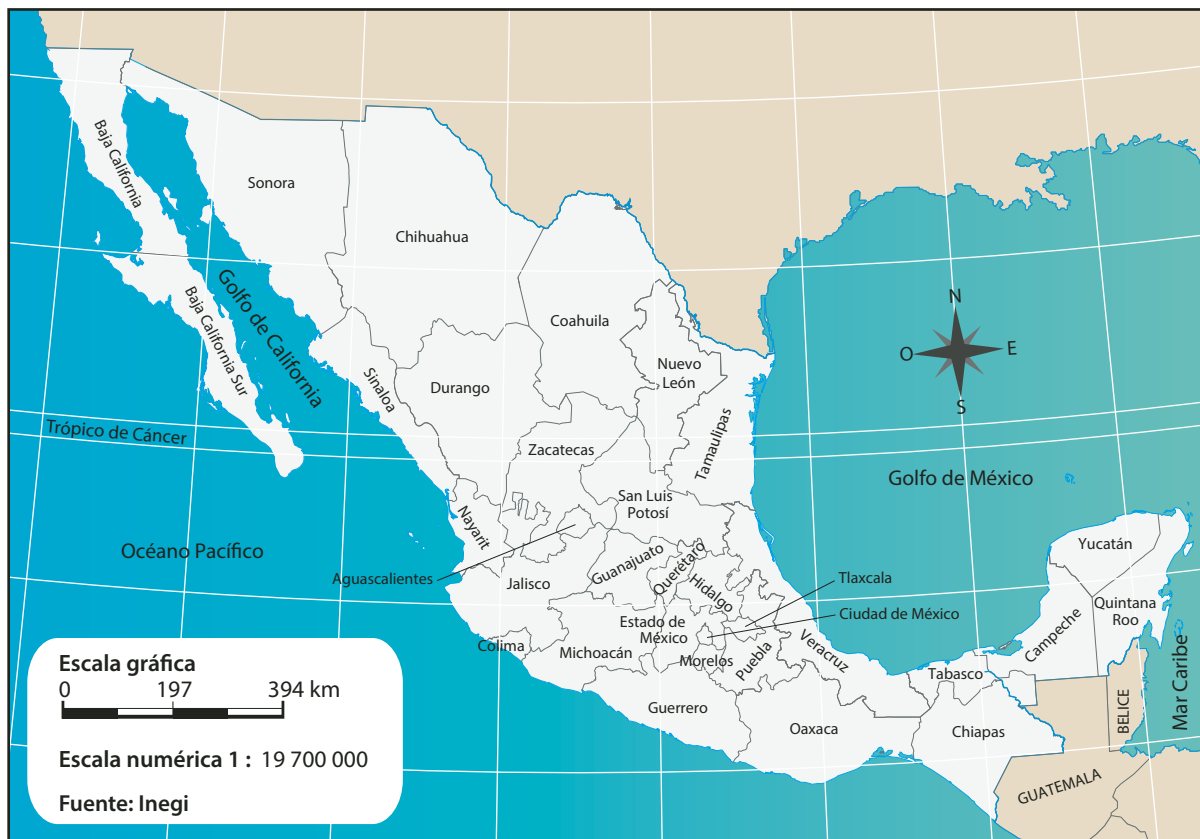 Baja California
Sonora
Chihuahua
Golfo de California
Baja California Sur
Coahuila
N
O
E
S
Nuevo
León
Sinaloa
Durango
Tamaulipas
Trópico de Cáncer
Zacatecas
Golfo de México
San Luis
Potosí
Nayarit
Océano Pacífico
Yucatán
Aguascalientes
Jalisco
Guanajuato
Querétaro
Hidalgo
Tlaxcala
Quintana
Roo
Ciudad de México
Estado de
México
Campeche
Colima
Michoacán
Morelos
Puebla
Veracruz
Mar Caribe
Tabasco
BELICE
Guerrero
Oaxaca
Chiapas
GUATEMALA
Escala gráfica
0 197 394 km
Escala numérica 1 : 19 700 000
Fuente: Inegi